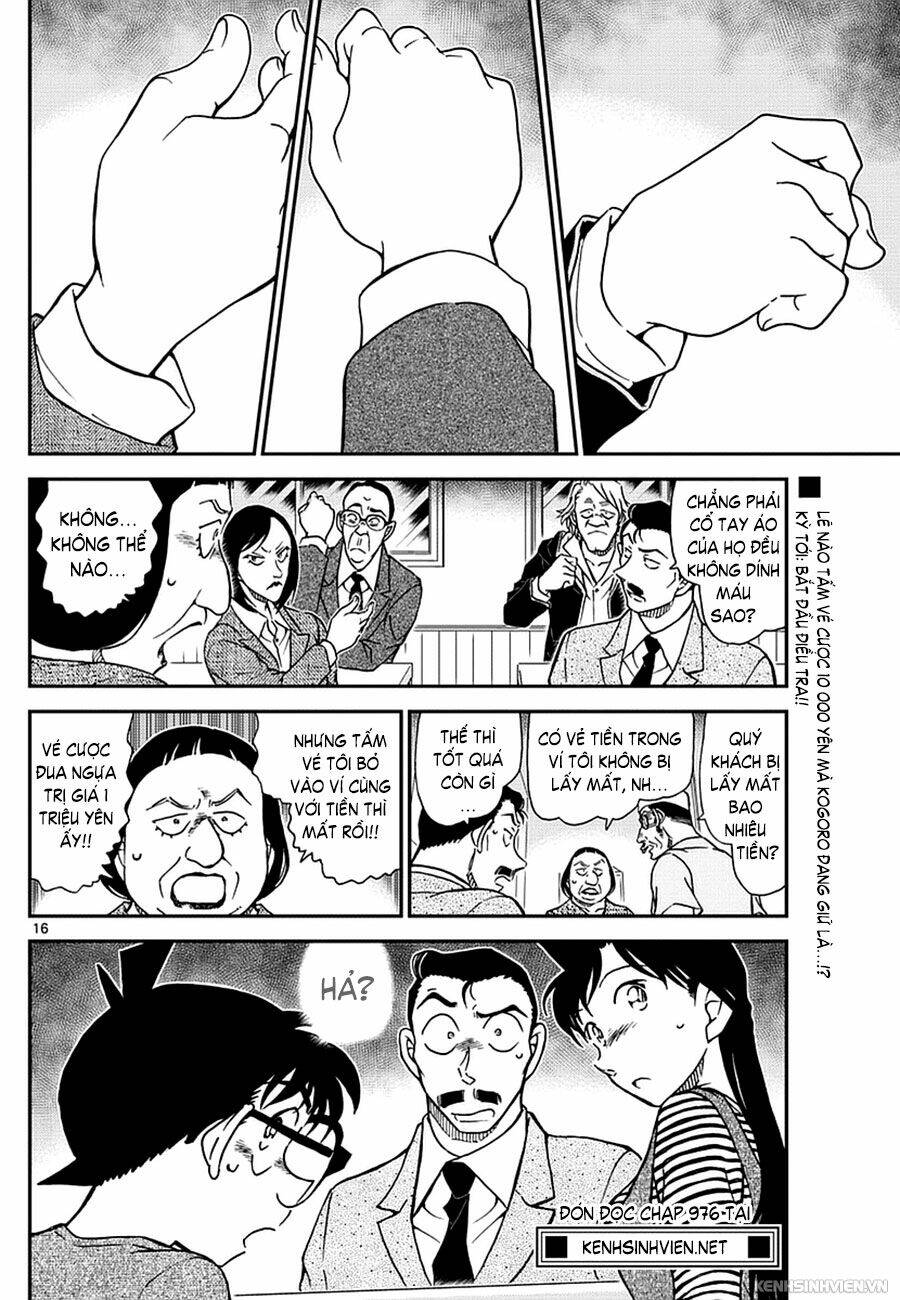 CHẲNG PHẢI
CỔ TAY ÁO
CỦA HỌ ĐỀU
KHÔNG DÍNH
MÁU
SAO?
KHÔNG...
KHÔNG THỂ
NÀO...
LẼ NÀO TẤM VÉ CƯỢC 10 000 YÊN MÀ KOGORO ĐANG GIỮ LÀ...!?
KỲ TỚI: BẮT ĐẦU ĐIỀU TRA!!
QUÝ
KHÁCH BỊ
LẤY MẤT
BAO
NHIÊU
TIỀN?
CÓ VẺ TIỀN TRONG
VÍ TÔI KHÔNG BỊ
LẤY MẤT, NH...
THẾ THÌ
TỐT QUÁ
CÒN GÌ
...
NHƯNG TẤM
VÉ TÔI BỎ
VÀO VÍ CÙNG
VỚI TIỀN THÌ
MẤT RỒI!!
VÉ CƯỢC
ĐUA NGỰA
TRỊ GIÁ 1
TRIỆU YÊN
ẤY!!
16
HẢ?
ĐÓN ĐỌC CHAP 976 TẠI
KENHSINHVIEN.NET
KENHSINHVIEN.VN